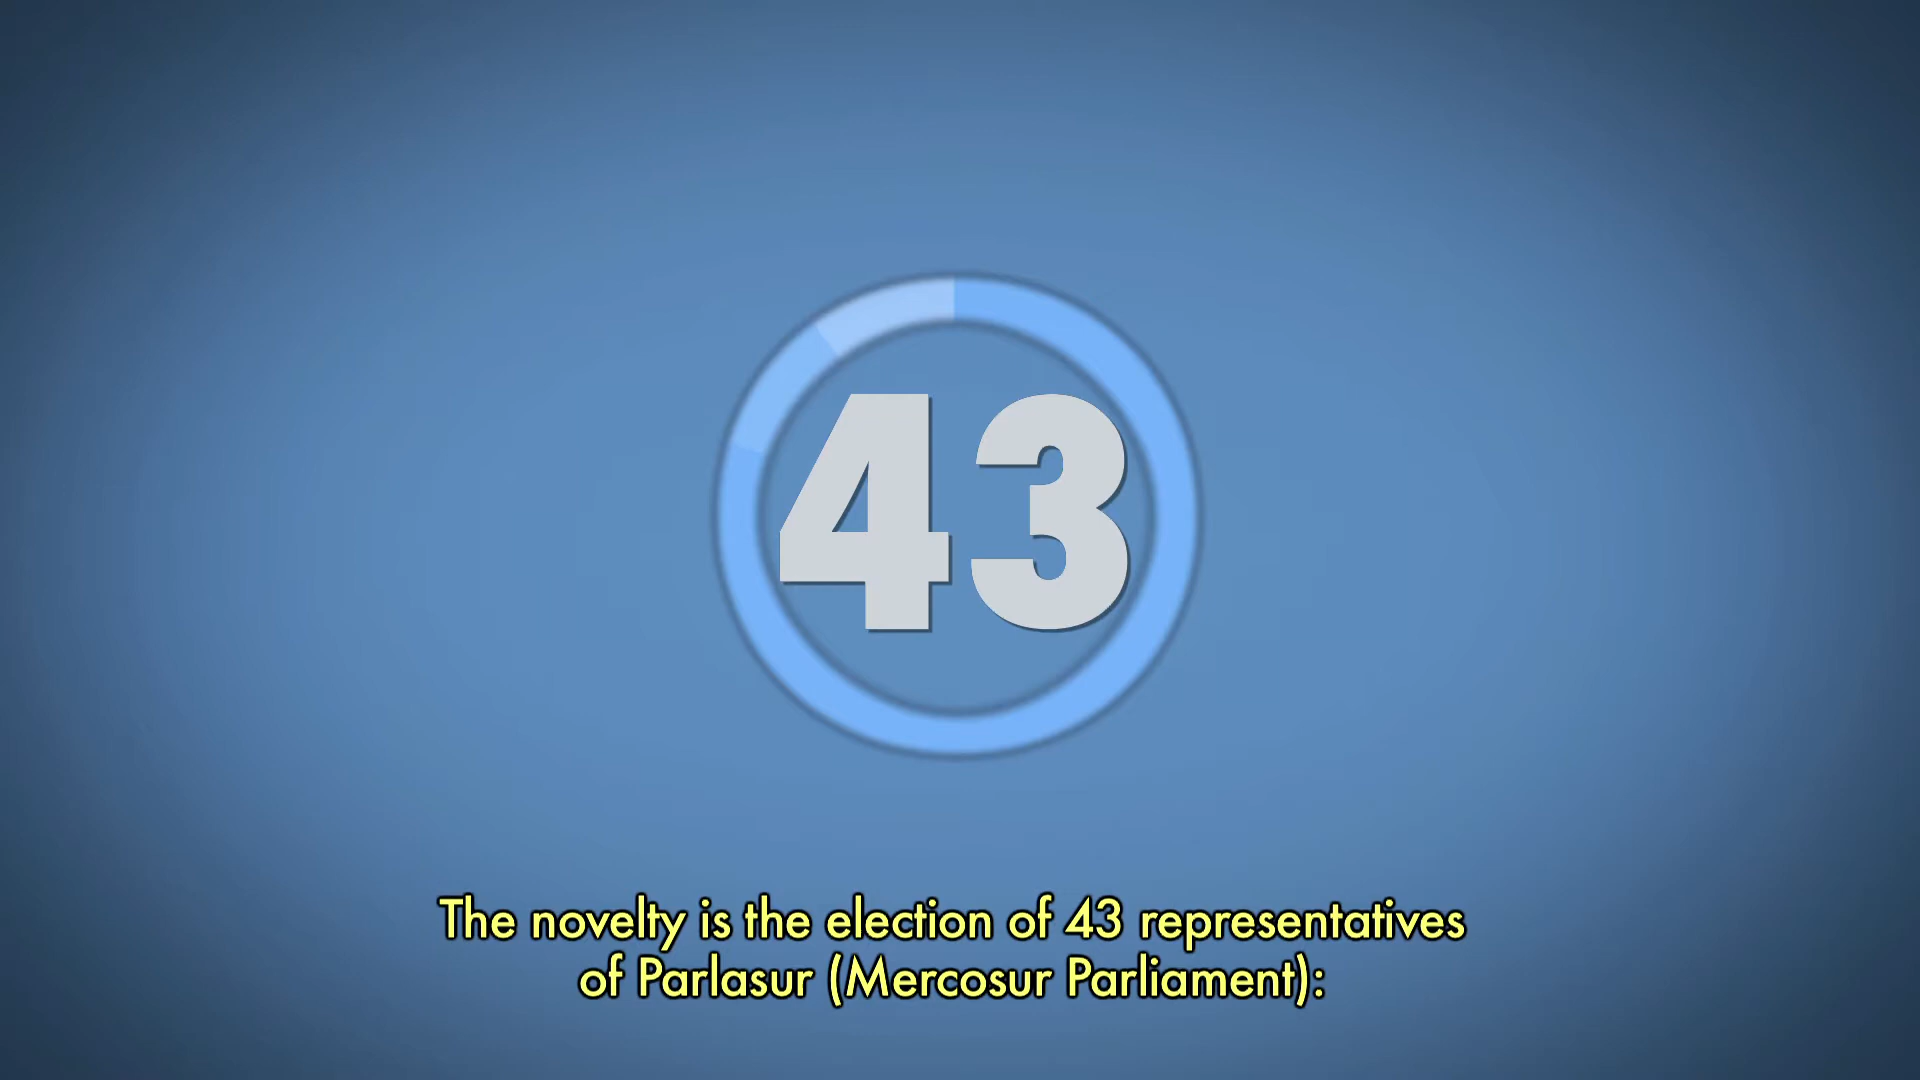 43
The novelty is the election of 43 representatives
of Parlasur (Mercosur Parliament):